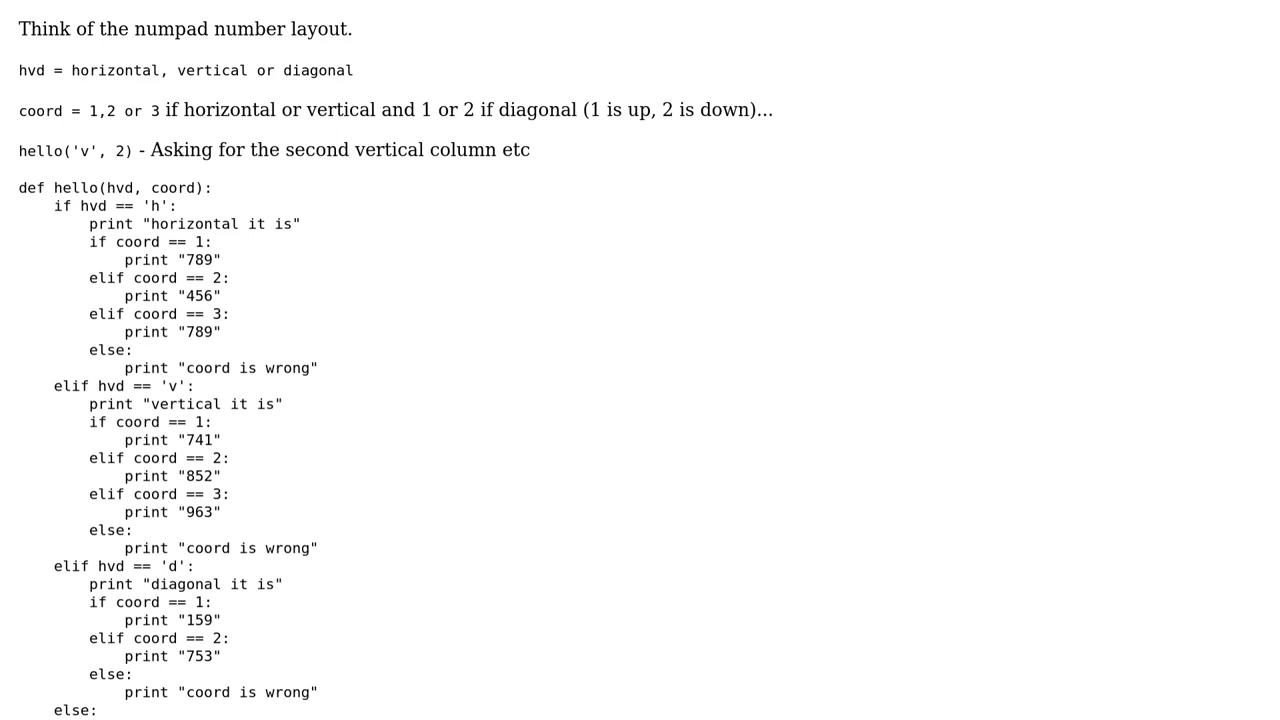 Think of the numpad number layout.
hvd = horizontal, vertical or diagonal
coord = 1,2 or 3 if horizontal or vertical and 1 or 2 if diagonal (1 is up, 2 is down)...
hello('v', 2) - Asking for the second vertical column etc
def hello(hvd, coord):
    if hvd == 'h':
        print "horizontal it is"
        if coord == 1:
            print "789"
        elif coord == 2:
            print "456"
        elif coord == 3:
            print "789"
        else:
            print "coord is wrong"
    elif hvd == 'v':
        print "vertical it is"
        if coord == 1:
            print "741"
        elif coord == 2:
            print "852"
        elif coord == 3:
            print "963"
        else:
            print "coord is wrong"
    elif hvd == 'd':
        print "diagonal it is"
        if coord == 1:
            print "159"
        elif coord == 2:
            print "753"
        else:
            print "coord is wrong"
    else: